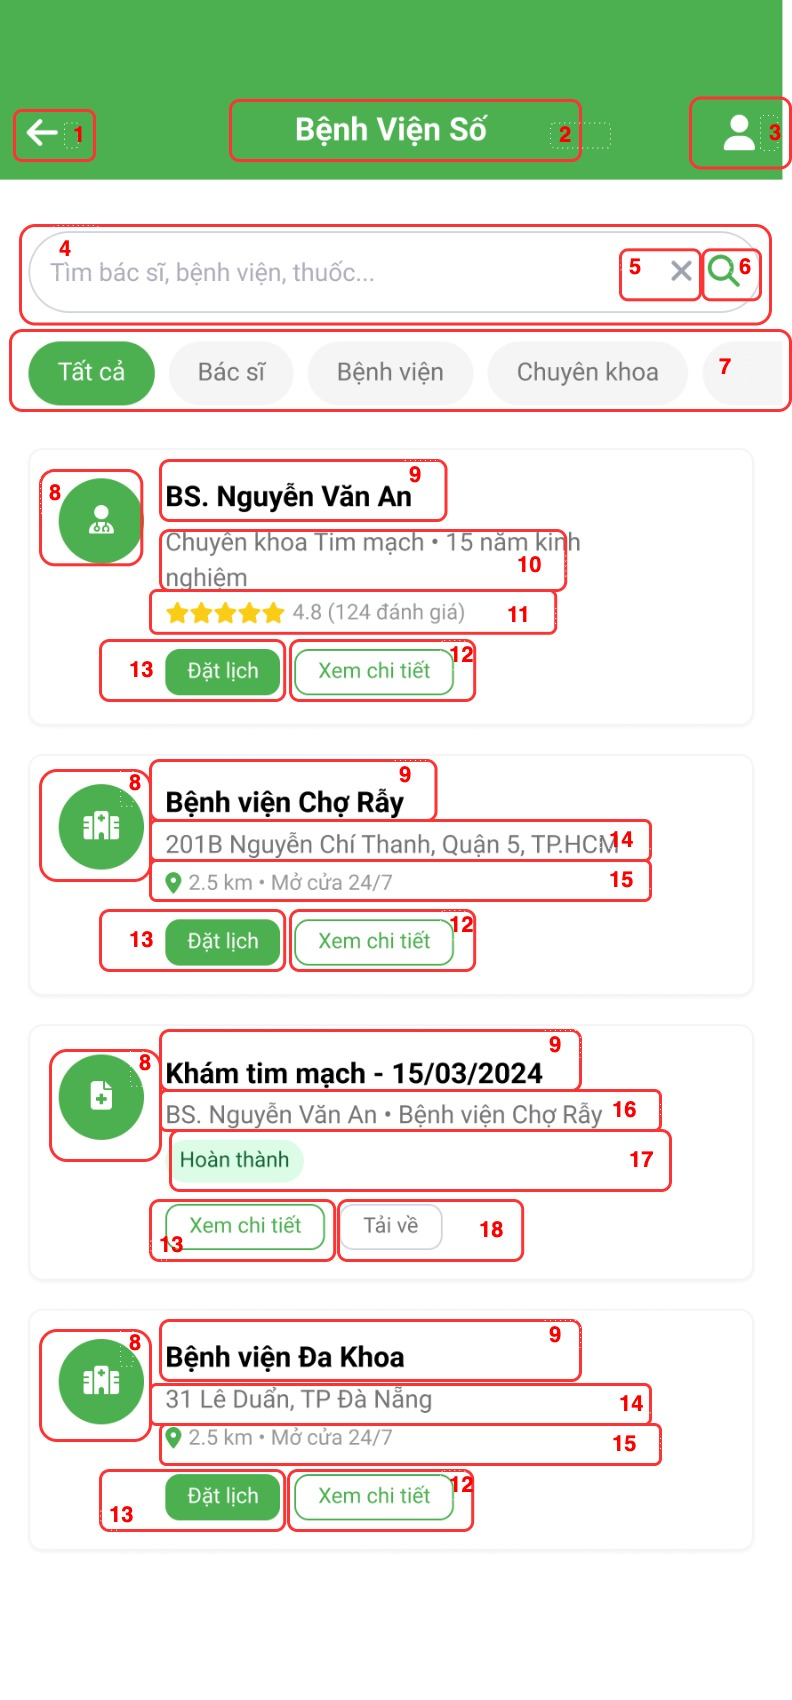 1
Bệnh Viện Số
2
3
4
Tìm bác sĩ, bệnh viện, thuốc...
5
6
Tất cả
Bác sĩ
Bệnh viện
Chuyên khoa
7
8
9
BS. Nguyễn Văn An
Chuyên khoa Tim mạch • 15 năm kinh
nghiệm
10
4.8 (124 đánh giá)
11
13
Đặt lịch
Xem chi tiết
12
8
9
Bệnh viện Chợ Rẫy
201B Nguyễn Chí Thanh, Quận 5, TP.HCM
14
2.5 km • Mở cửa 24/7
15
13
Đặt lịch
Xem chi tiết
12
8
9
Khám tim mạch - 15/03/2024
BS. Nguyễn Văn An • Bệnh viện Chợ Rẫy
16
Hoàn thành
17
Xem chi tiết
13
Tải về
18
8
9
Bệnh viện Đa Khoa
31 Lê Duẩn, TP Đà Nẵng
14
2.5 km • Mở cửa 24/7
15
13
Đặt lịch
Xem chi tiết
12